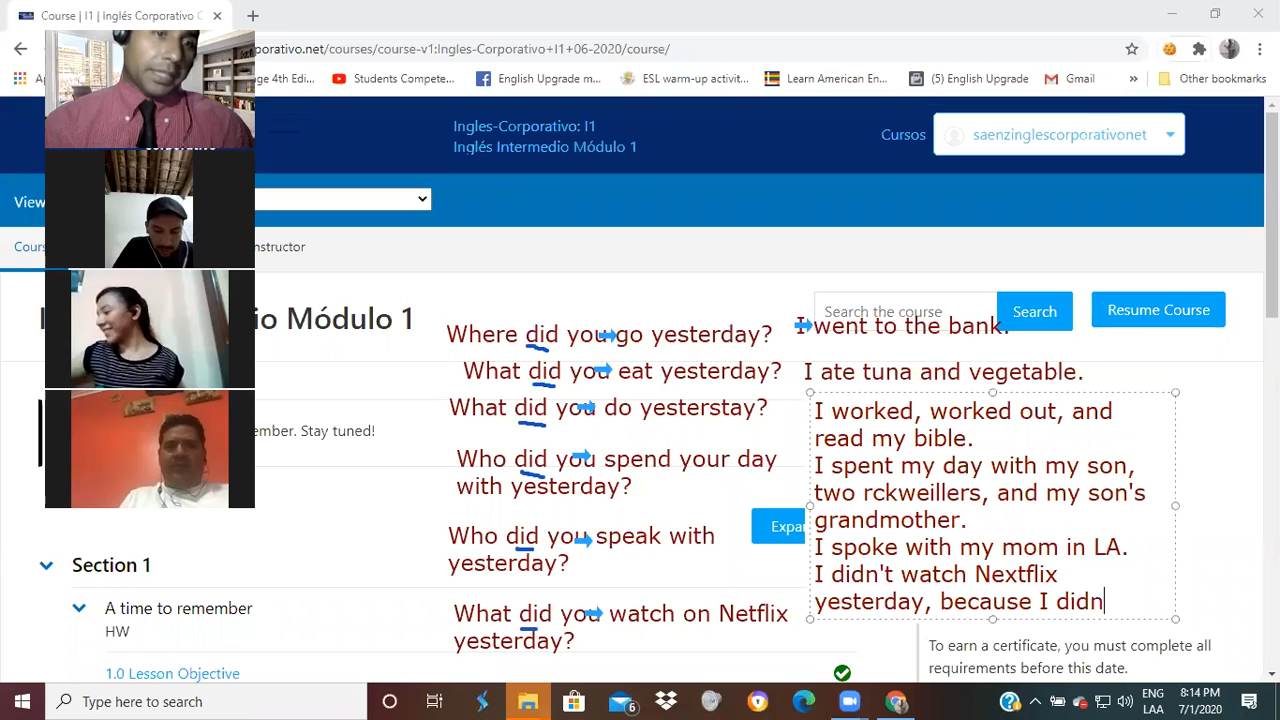 Course | I1 | Inglés Corporativo
orporativo.net/courses/course-v1:Ingles-Corporativo+I1+06-2020/course/
nge 4th Edi...
Students Compete...
English Upgrade m...
ESL warm-up activit...
Learn American En...
(5) English Upgrade
Gmail
Other bookmarks
Ingles-Corporativo: I1
Inglés Intermedio Módulo 1
Cursos
saenzinglescorporativonet
View
Cours
nstructor
io Módulo 1
Search the course
Search
Resume Course
Where did you go yesterday?
I went to the bank.
What did you eat yesterday?
I ate tuna and vegetable.
What did you do yesterstay?
I worked, worked out, and
read my bible.
ember. Stay tuned!
Who did you spend your day
with yesterday?
I spent my day with my son,
two rckweillers, and my son's
grandmother.
Expan
Who did you speak with
yesterday?
I spoke with my mom in LA.
I didn't watch Nextflix
yesterday, because I didn
What did you watch on Netflix
yesterday?
Section 1
A time to remember
HW
1.0 Lesson Objective
To earn a certificate, you must complete all
requirements before this date.
Type here to search
6
ENG
LAA
8:14 PM
7/1/2020